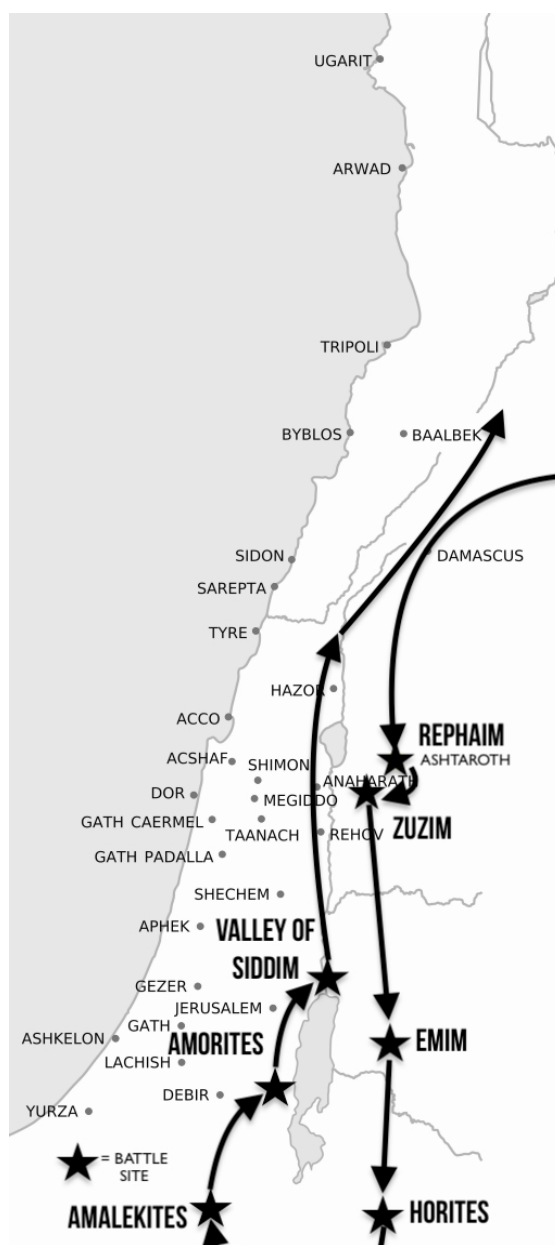 UGARIT
ARWAD
TRIPOLI
BYBLOS
BAALBEK
SIDON
DAMASCUS
SAREPTA
TYRE
HAZOR
ACCO
REPHAIM
ASHTAROTH
ACSHAF
SHIMON
ANAHARATH
DOR
MEGIDDO
GATH CAERMEL
ZUZIM
TAANACH
REHOV
GATH PADALLA
SHECHEM
APHEK
VALLEY OF
SIDDIM
GEZER
JERUSALEM
GATH
ASHKELON
AMORITES
EMIM
LACHISH
DEBIR
YURZA
= BATTLE
SITE
AMALEKITES
HORITES